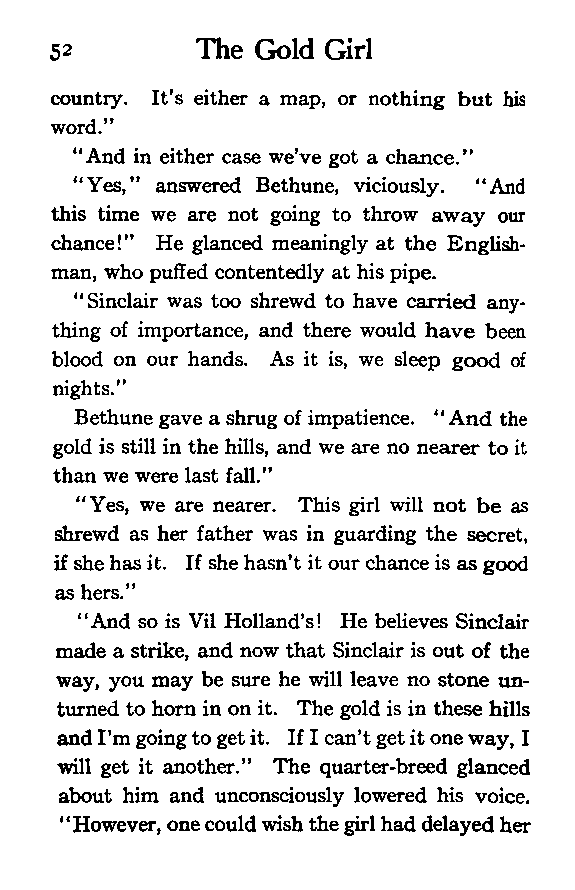 52 The Gold Girl
country. It's either a map, or nothing but his
word."
"And in either case we've got a chance."
"Yes," answered Bethune, viciously. "And
this time we are not going to throw away our
chance!" He glanced meaningly at the English-
man, who puffed contentedly at his pipe.
"Sinclair was too shrewd to have carried any-
thing of importance, and there would have been
blood on our hands. As it is, we sleep good of
nights."
Bethune gave a shrug of impatience. "And the
gold is still in the hills, and we are no nearer to it
than we were last fall."
"Yes, we are nearer. This girl will not be as
shrewd as her father was in guarding the secret,
if she has it. If she hasn't it our chance is as good
as hers."
"And so is Vil Holland's! He believes Sinclair
made a strike, and now that Sinclair is out of the
way, you may be sure he will leave no stone un-
turned to horn in on it. The gold is in these hills
and I'm going to get it. If I can't get it one way, I
will get it another." The quarter-breed glanced
about him and unconsciously lowered his voice.
"However, one could wish the girl had delayed her